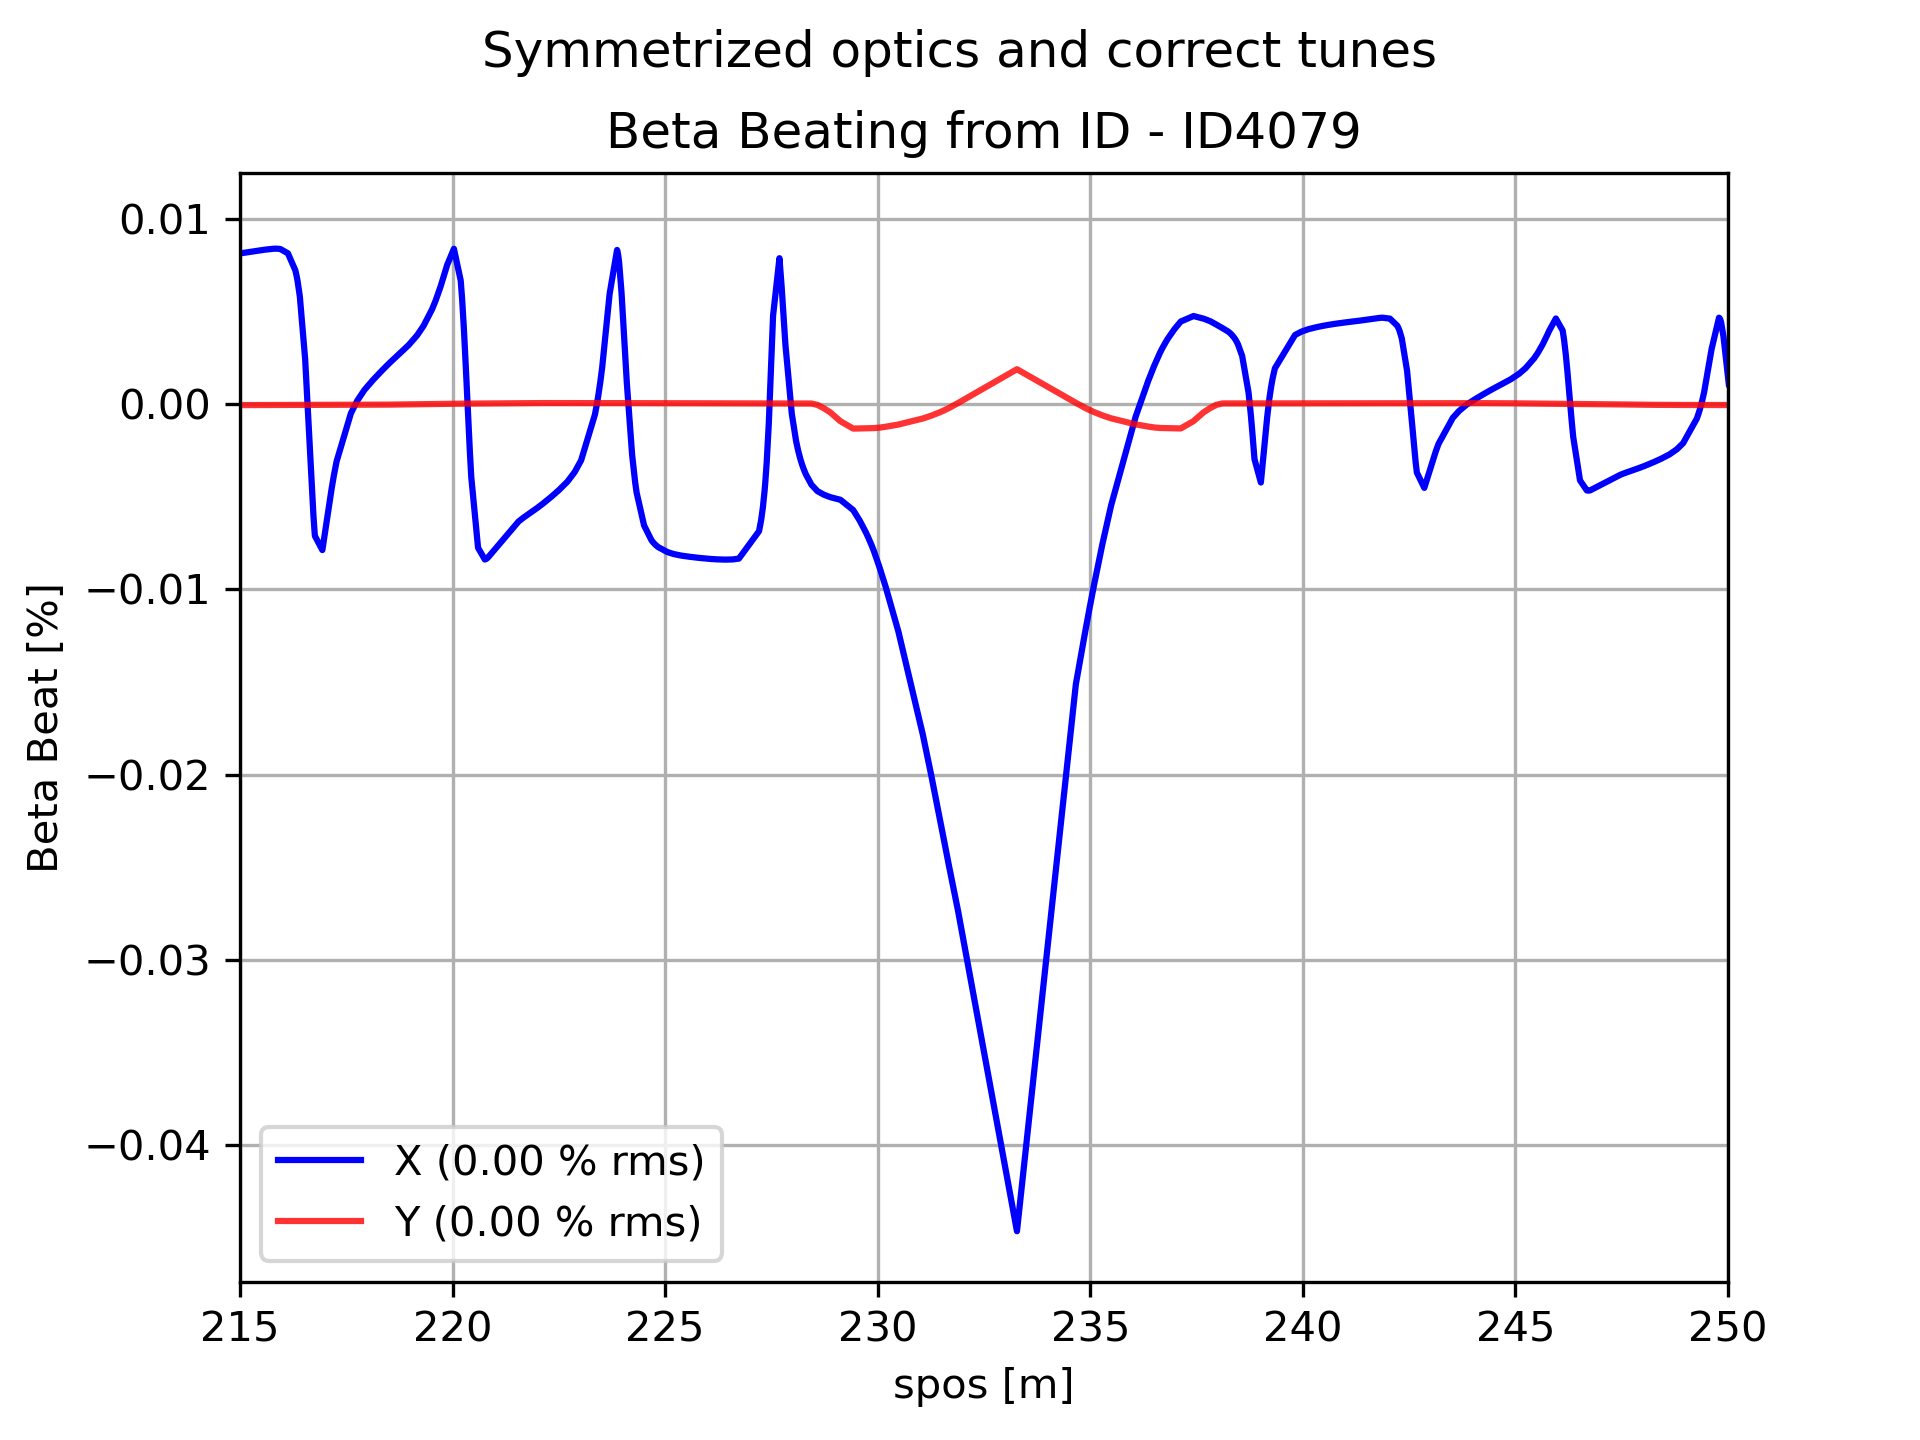 Symmetrized optics and correct tunes
Beta Beating from ID - ID4079
0.01
0.00
−0.01
−0.02
−0.03
−0.04
Beta Beat [%]
X (0.00 % rms)
Y (0.00 % rms)
215 220 225 230 235 240 245 250
spos [m]